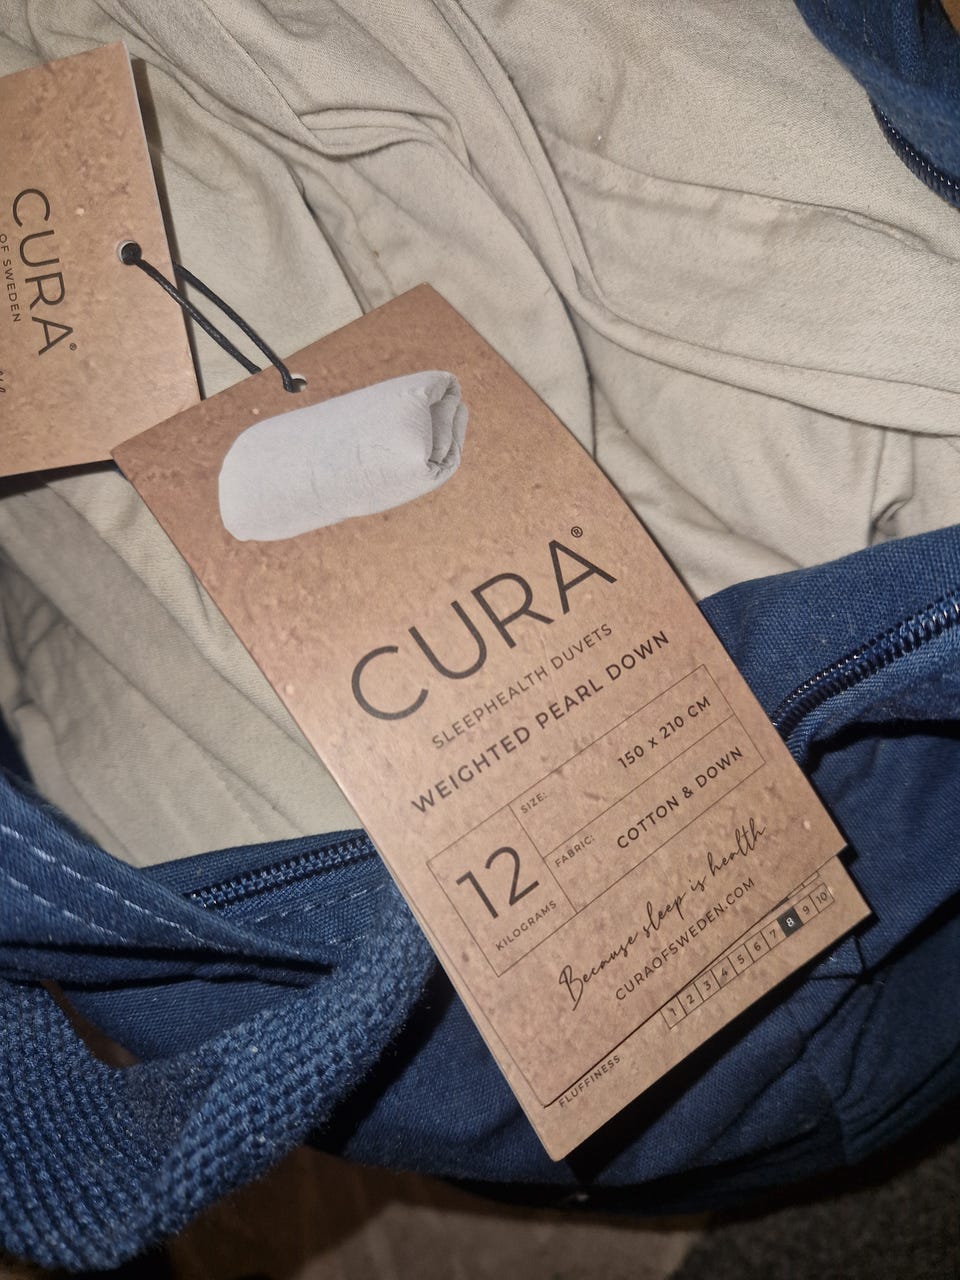 CURA®
OF SWEDEN
CURA®
SLEEPHEALTH DUVETS
WEIGHTED PEARL DOWN
12
KILOGRAMS
SIZE: 150 x 210 CM
FABRIC: COTTON & DOWN
Because sleep is health
CURAOFSWEDEN.COM
FLUFFINESS 1 2 3 4 5 6 7 8 9 10